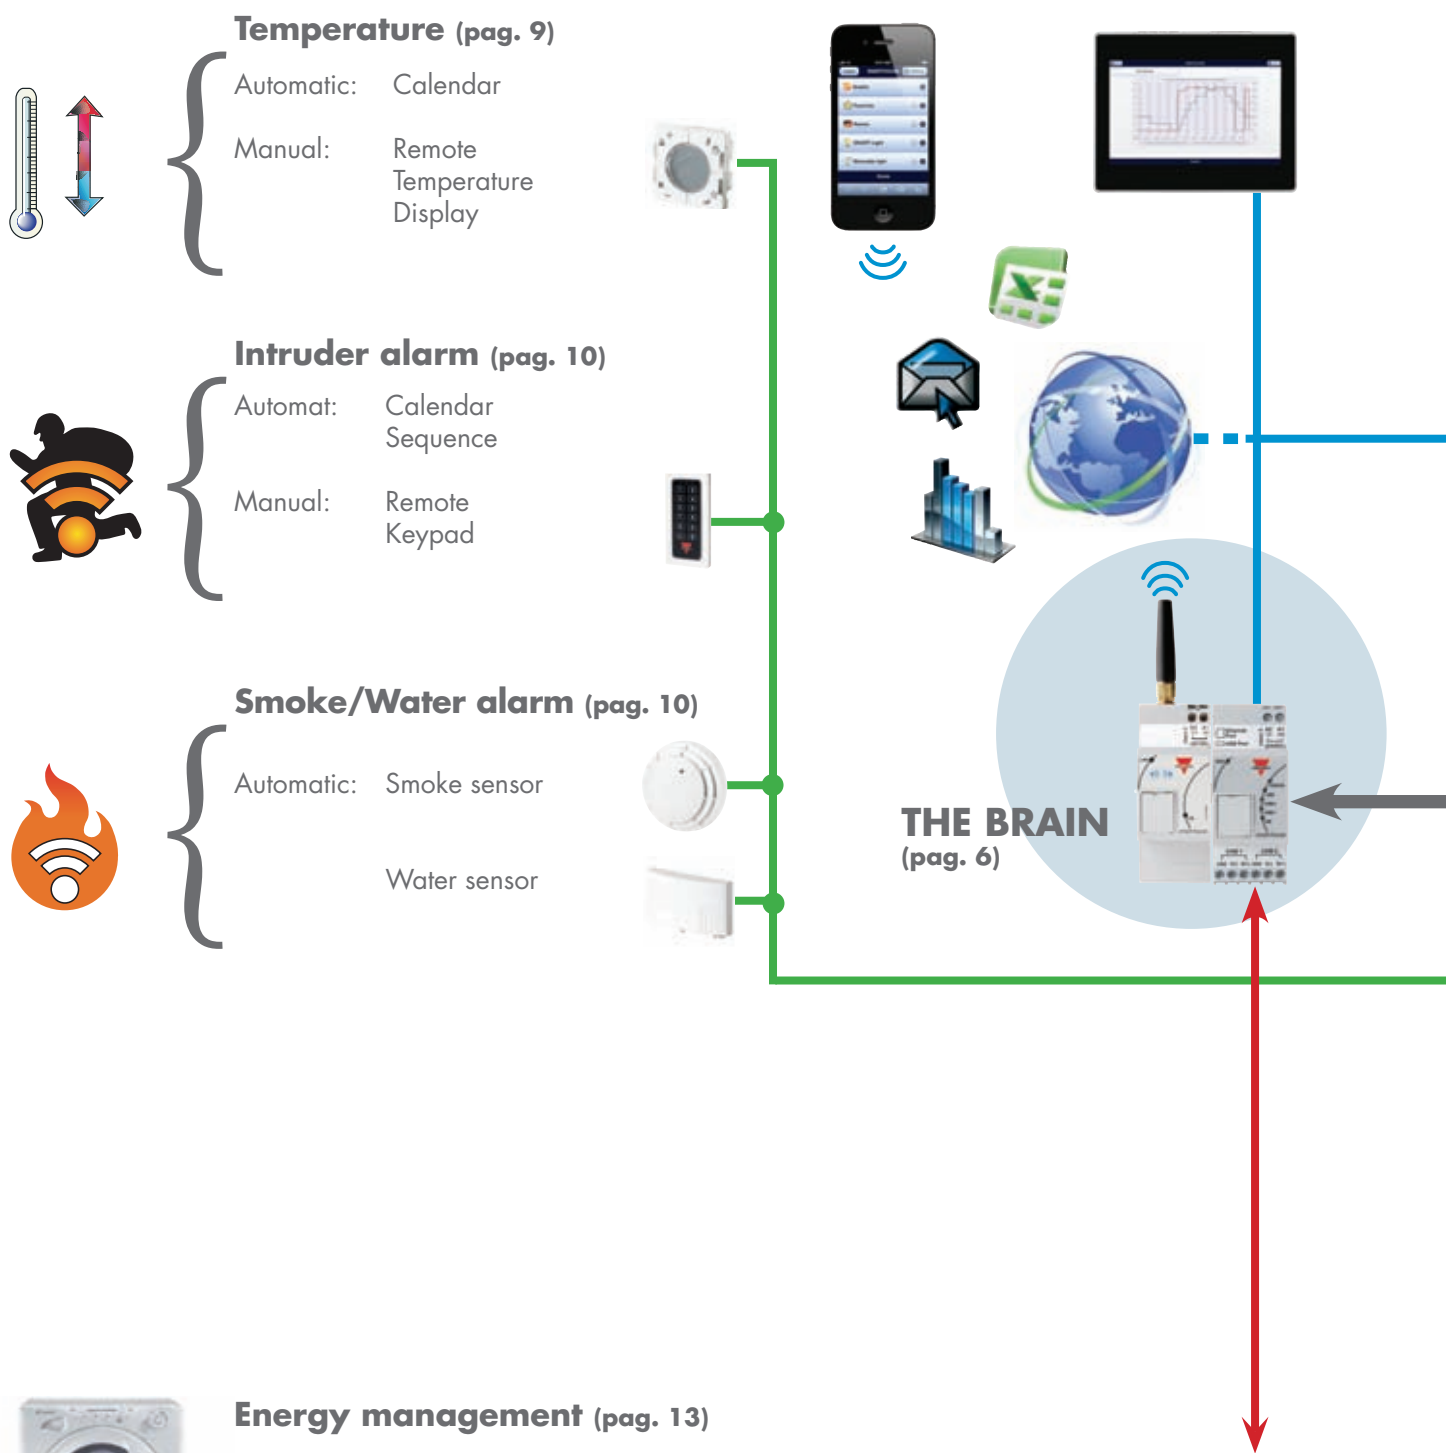 Temperature (pag. 9)
Automatic: Calendar
Manual: Remote
Temperature
Display
Intruder alarm (pag. 10)
Automat: Calendar
Sequence
Manual: Remote
Keypad
Smoke/Water alarm (pag. 10)
Automatic: Smoke sensor
Water sensor
THE BRAIN
(pag. 6)
Energy management (pag. 13)